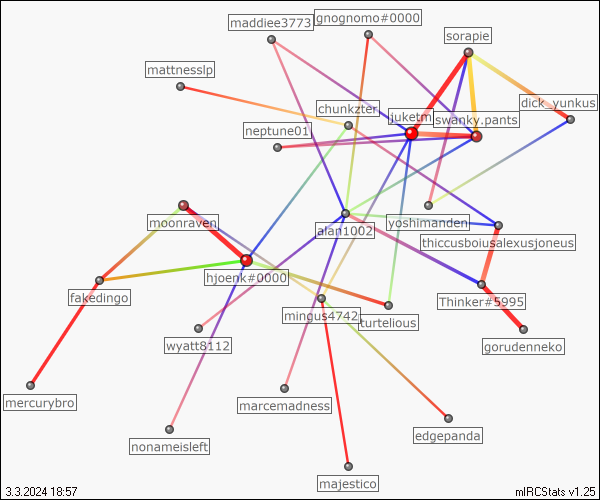 gnognomo#0000
maddiee3773
sorapie
mattnesslp
chunkzter
dick_yunkus
juketm
swanky.pants
neptune01
moonraven
alan1002
yoshimanden
thiccusboiusalexusjoneus
hjoenk#0000
fakedingo
Thinker#5995
mingus4742
turtelious
wyatt8112
gorudenneko
mercurybro
marcemadness
edgepanda
nonameisleft
majestico
3.3.2024 18:57
mIRCStats v1.25